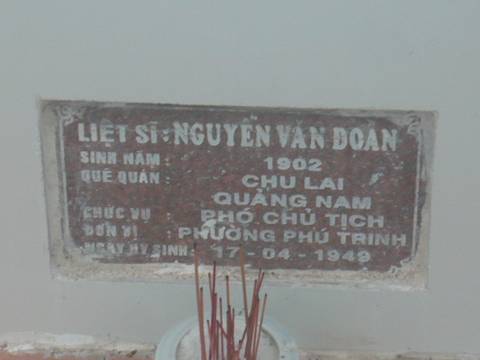 LIỆT SĨ : NGUYỄN VĂN DOÀN
SINH NĂM : 1902
QUÊ QUÁN : CHU LAI
QUẢNG NAM
CHỨC VỤ PHÓ CHỦ TỊCH
ĐƠN VỊ : PHƯỜNG PHÚ TRINH
NGÀY HY SINH : 17-04-1949